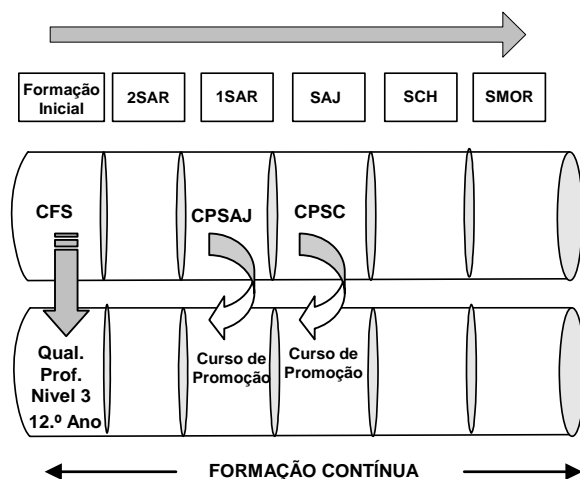 Formação
Inicial
2SAR
1SAR
SAJ
SCH
SMOR
CFS
CPSAJ
CPSC
Qual.
Prof.
Nivel 3
12.º Ano
Curso de
Promoção
Curso de
Promoção
FORMAÇÃO CONTÍNUA